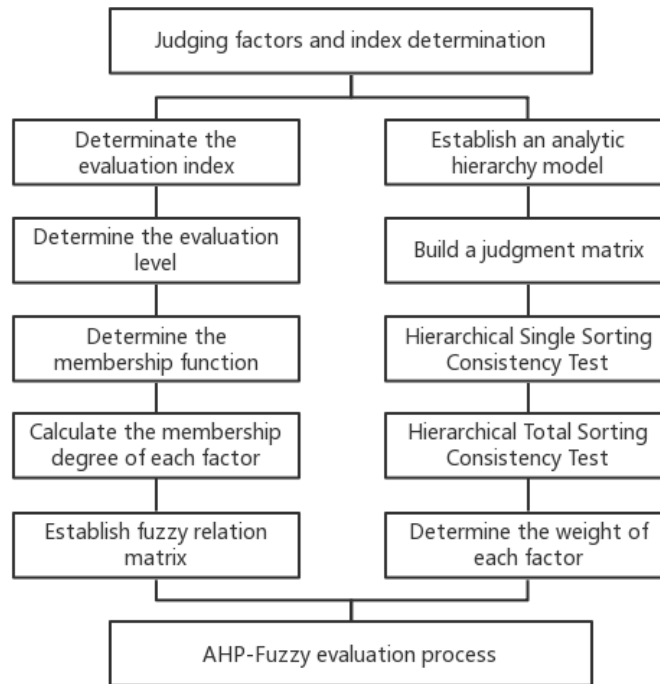 Judging factors and index determination
Determinate the
evaluation index
Establish an analytic
hierarchy model
Determine the evaluation
level
Build a judgment matrix
Determine the
membership function
Hierarchical Single Sorting
Consistency Test
Calculate the membership
degree of each factor
Hierarchical Total Sorting
Consistency Test
Establish fuzzy relation
matrix
Determine the weight of
each factor
AHP-Fuzzy evaluation process